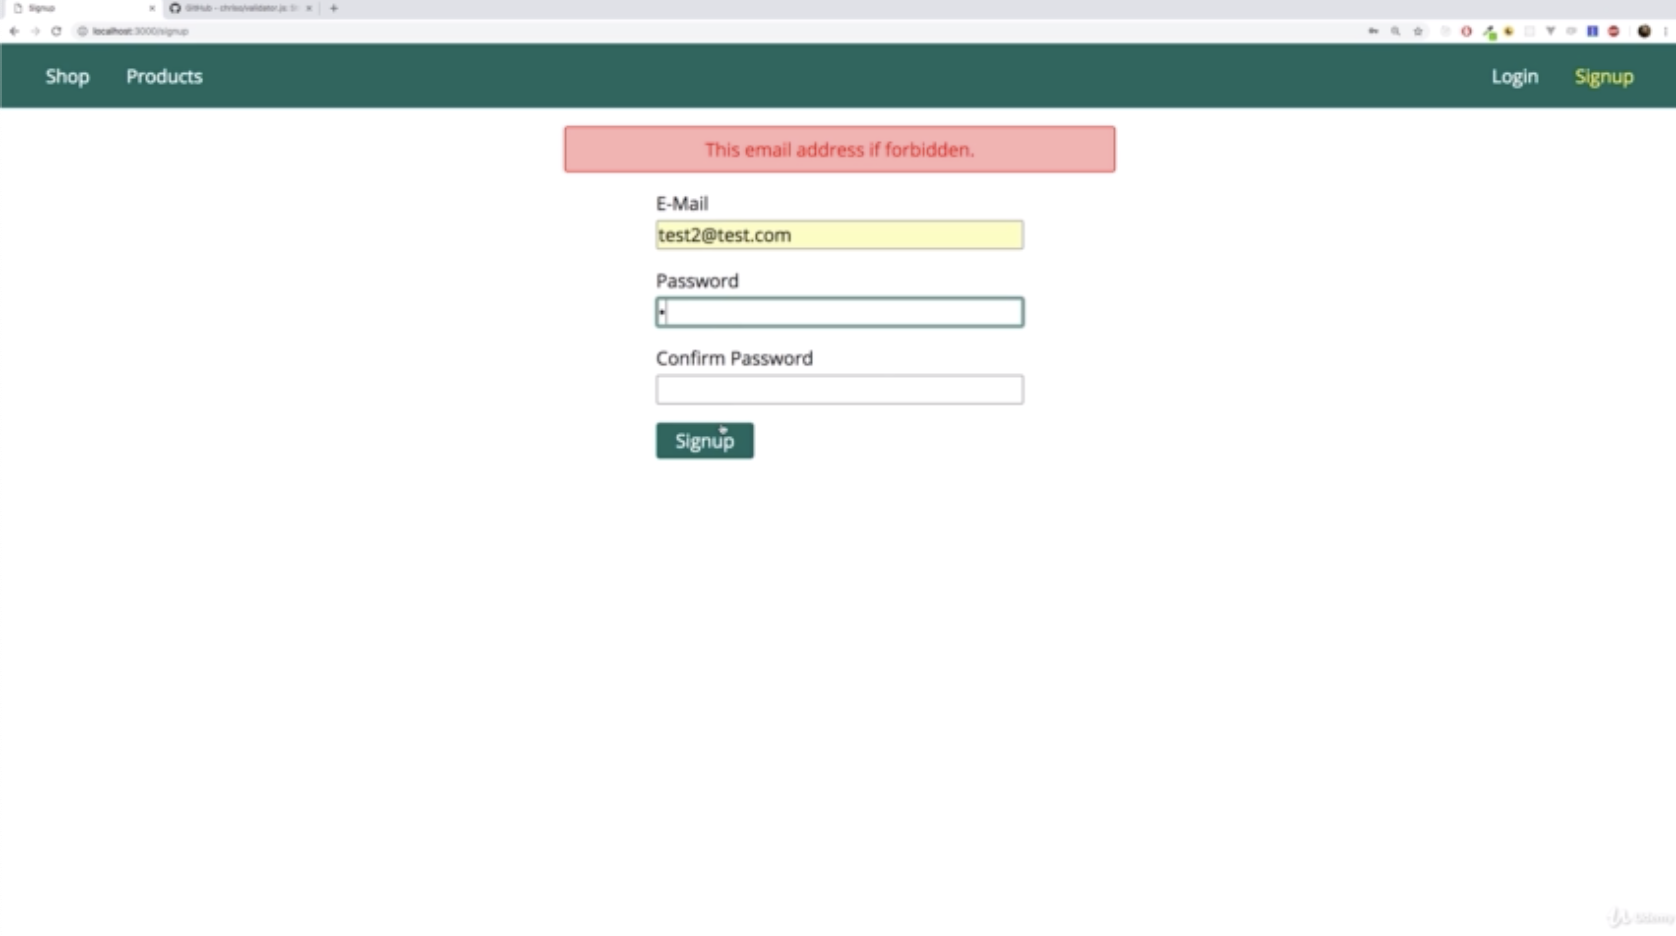 Signup
GitHub - chriso/validator.js: St
localhost:3000/signup
Shop Products Login Signup
This email address if forbidden.
E-Mail
test2@test.com
Password
Confirm Password
Signup
Udemy